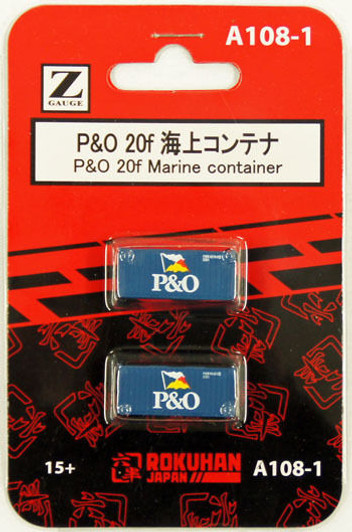 A108-1
Z
GAUGE
P&O 20f 海上コンテナ
P&O 20f Marine container
P&O
P&O
15+
ROKUHAN
JAPAN//
A108-1